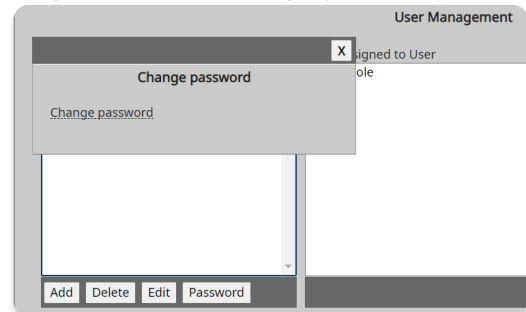 User Management
X
signed to User
Change password
ole
Change password
Add Delete Edit Password